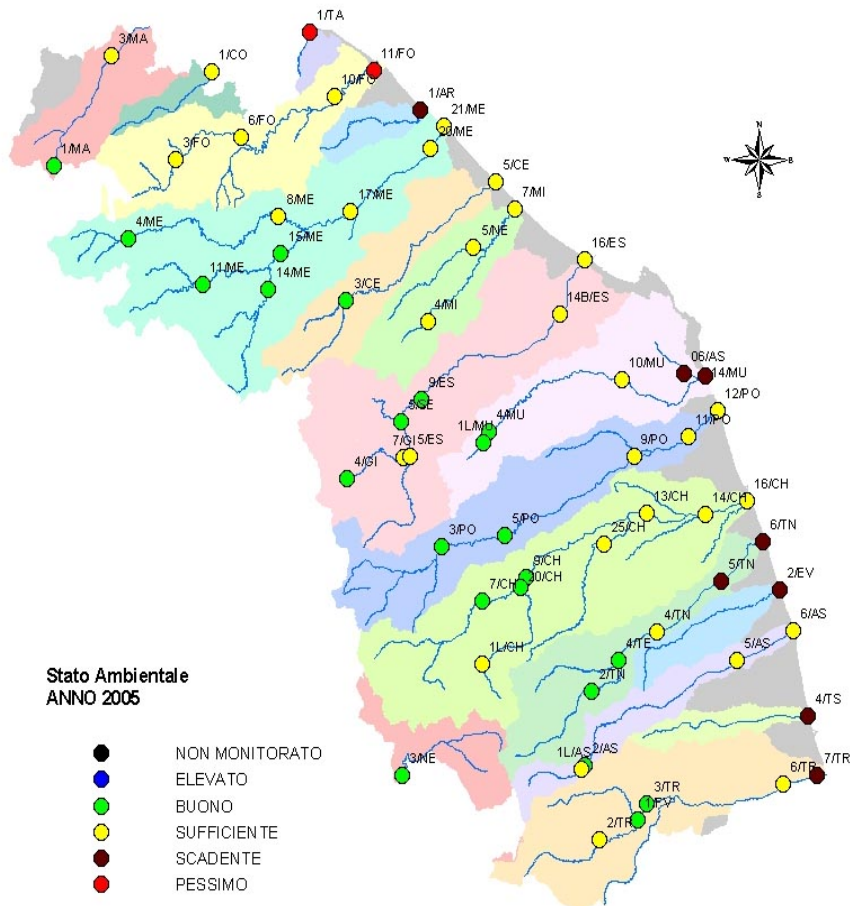 1/TA
3/MA
1/CO
11/FO
10/FO
1/AR
21/ME
6/FO
20/ME
3/FO
1/MA
5/CE
N
W
E
S
7/MI
8/ME
17/ME
4/ME
5/NE
15/ME
16/ES
11/ME
14/ME
3/CE
14B/ES
4/MI
06/AS
10/MU
14/MU
9/ES
12/PO
5/SE
4/MU
11/PO
1L/MU
7/GI
5/ES
9/PO
4/GI
16/CH
13/CH
14/CH
5/PO
3/PO
25/CH
6/TN
9/CH
20/CH
5/TN
2/EV
7/CH
4/TN
6/AS
1L/CH
4/TE
5/AS
2/TN
Stato Ambientale
ANNO 2005
4/TS
NON MONITORATO
3/NE
1L/AS
2/AS
7/TR
6/TR
ELEVATO
3/TR
BUONO
2/TR
SUFFICIENTE
SCADENTE
PESSIMO